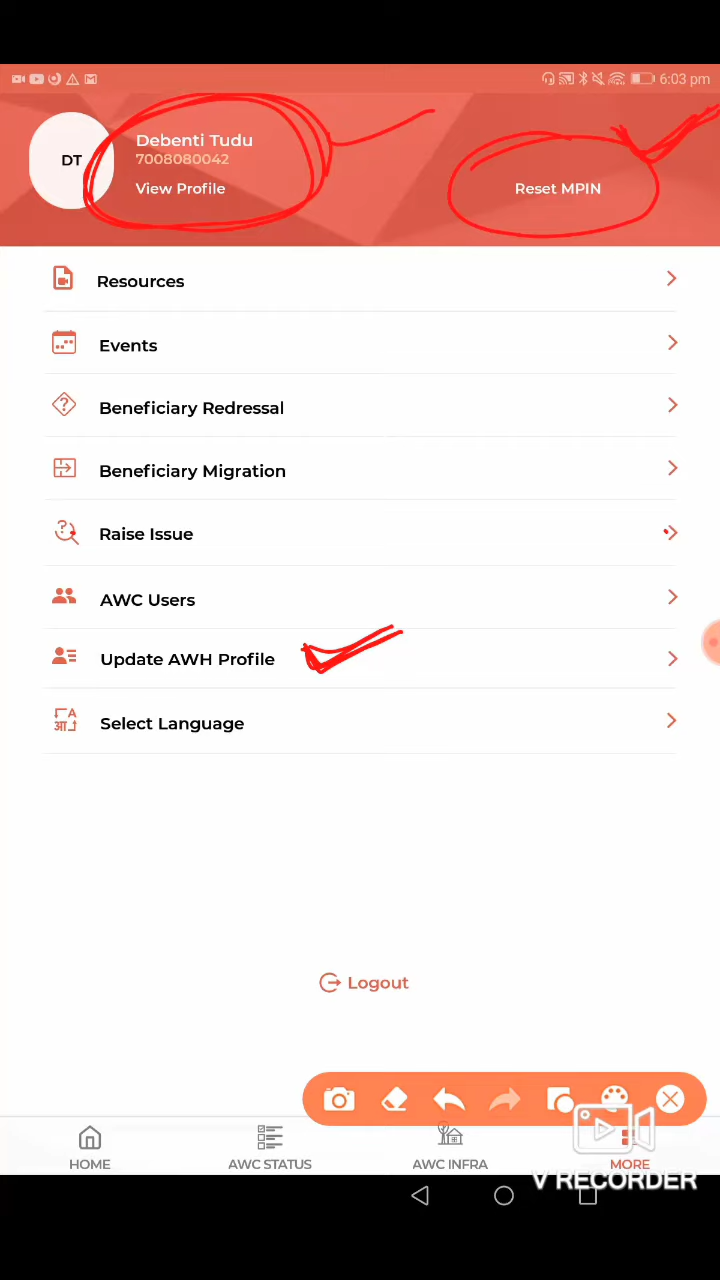 6:03 pm
DT
Debenti Tudu
7008080042
View Profile
Reset MPIN
Resources
Events
Beneficiary Redressal
Beneficiary Migration
Raise Issue
AWC Users
Update AWH Profile
A
आ
Select Language
Logout
HOME
AWC STATUS
AWC INFRA
MORE
V RECORDER